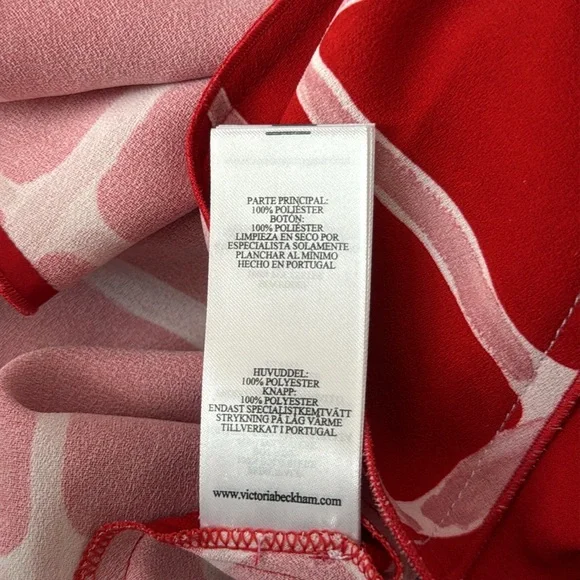 PARTE PRINCIPAL:
100% POLIÉSTER
BOTÓN:
100% POLIÉSTER
LIMPIEZA EN SECO POR
ESPECIALISTA SOLAMENTE
PLANCHAR AL MÍNIMO
HECHO EN PORTUGAL
HUVUDDEL:
100% POLYESTER
KNAPP:
100% POLYESTER
ENDAST SPECIALISTKEMTVÄTT
STRYKNING PÅ LÅG VÄRME
TILLVERKAT I PORTUGAL
www.victoriabeckham.com